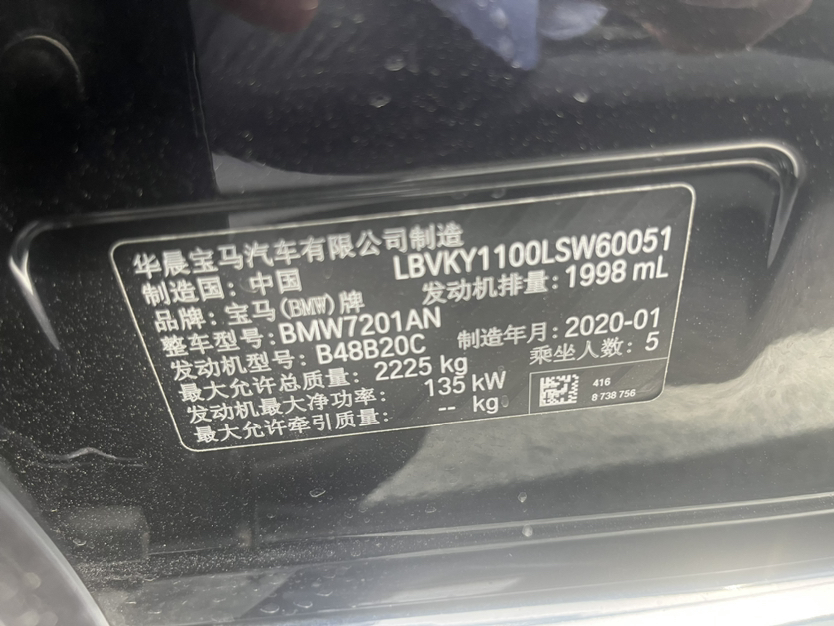 华晨宝马汽车有限公司制造
制造国：中国 LBVKY1100LSW60051
品牌：宝马(BMW)牌 发动机排量：1998 mL
整车型号：BMW7201AN
发动机型号：B48B20C 制造年月：2020-01
最大允许总质量：2225 kg 乘坐人数：5
发动机最大净功率：135 kW
最大允许牵引质量：-- kg
416
8 738 756